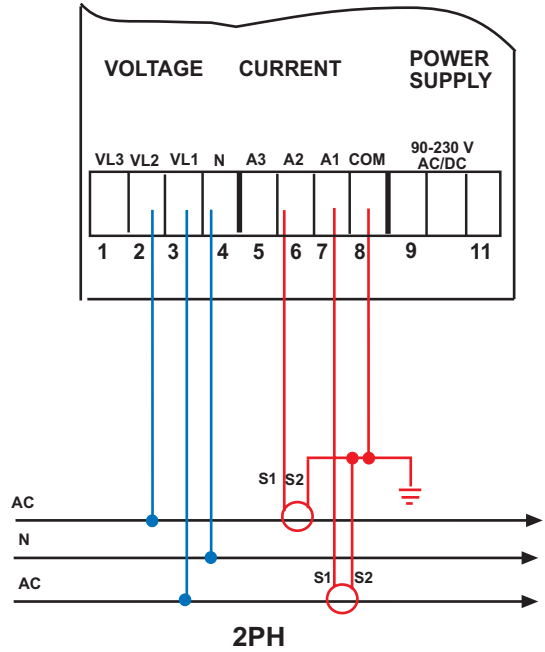 VOLTAGE CURRENT POWER SUPPLY
VL3 VL2 VL1 N A3 A2 A1 COM 90-230 V AC/DC
1 2 3 4 5 6 7 8 9 11
S1 S2
AC
N
AC S1 S2
2PH